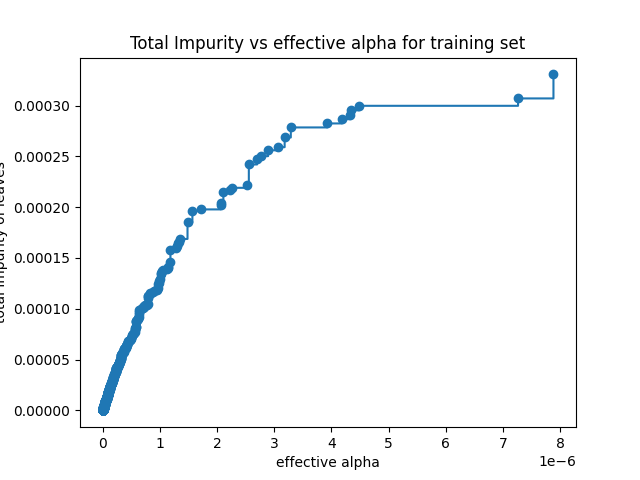 Total Impurity vs effective alpha for training set
total impurity of leaves
0.00030
0.00025
0.00020
0.00015
0.00010
0.00005
0.00000
0 1 2 3 4 5 6 7 8
1e−6
effective alpha